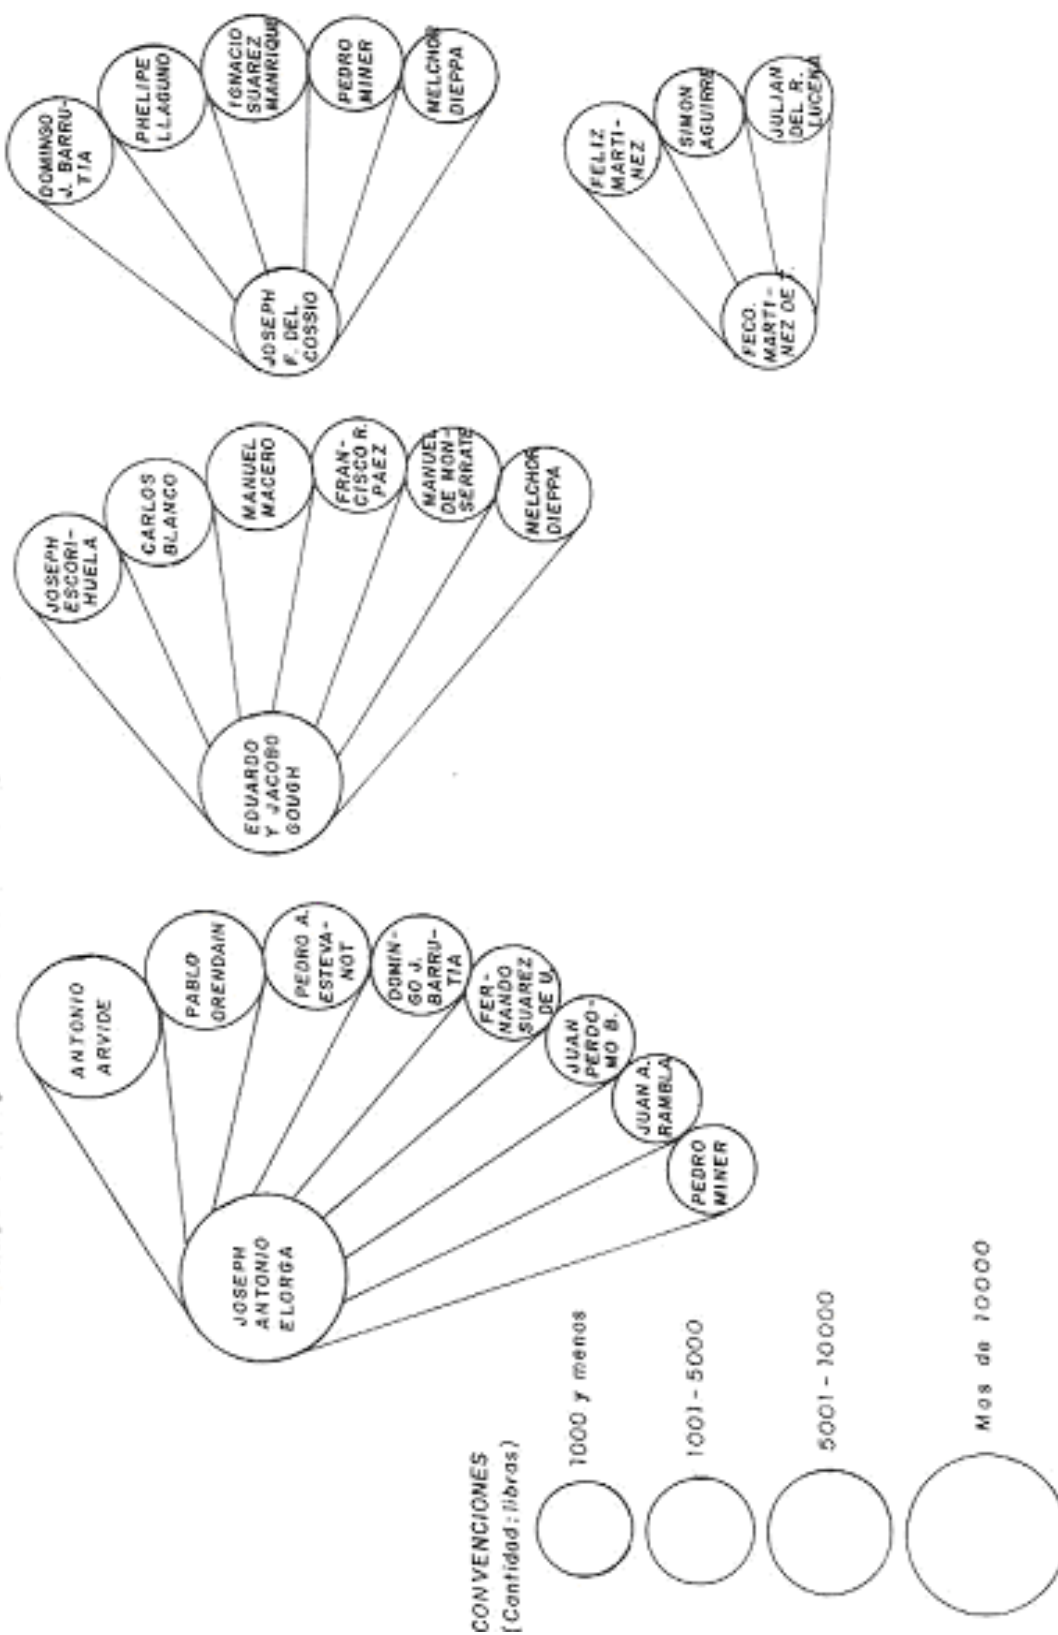 ANTONIO
ARVIDE
PABLO
ORENDAIN
PEDRO A.
ESTEVA-
NOT
DOMIN-
GO J.
BARRU-
TIA
FER-
NANDO
SUAREZ
DE U.
JUAN
PERDO-
MO B.
JUAN A.
RAMBLA
PEDRO
MINER
JOSEPH
ANTONIO
ELORGA
JOSEPH
ESCORI-
HUELA
CARLOS
BLANCO
MANUEL
MACERO
FRAN-
CISCO R.
PAEZ
MANUEL
DE MON-
SERRATE
MELCHOR
DIEPPA
EDUARDO
Y JACOBO
GOUGH
DOMINGO
J. BARRU-
TIA
PHELIPE
LLAGUNO
IGNACIO
SUAREZ
MANRIQUE
PEDRO
MINER
MELCHOR
DIEPPA
JOSEPH
F. DEL
COSSIO
FELIZ
MARTI-
NEZ
SIMON
AGUIRRE
JULIAN
DEL R.
LUCENA
FECO.
MARTI-
NEZ DE T.
CONVENCIONES
(Cantidad: libras)
1000 y menos
1001-5000
5001-10000
Mas de 10000